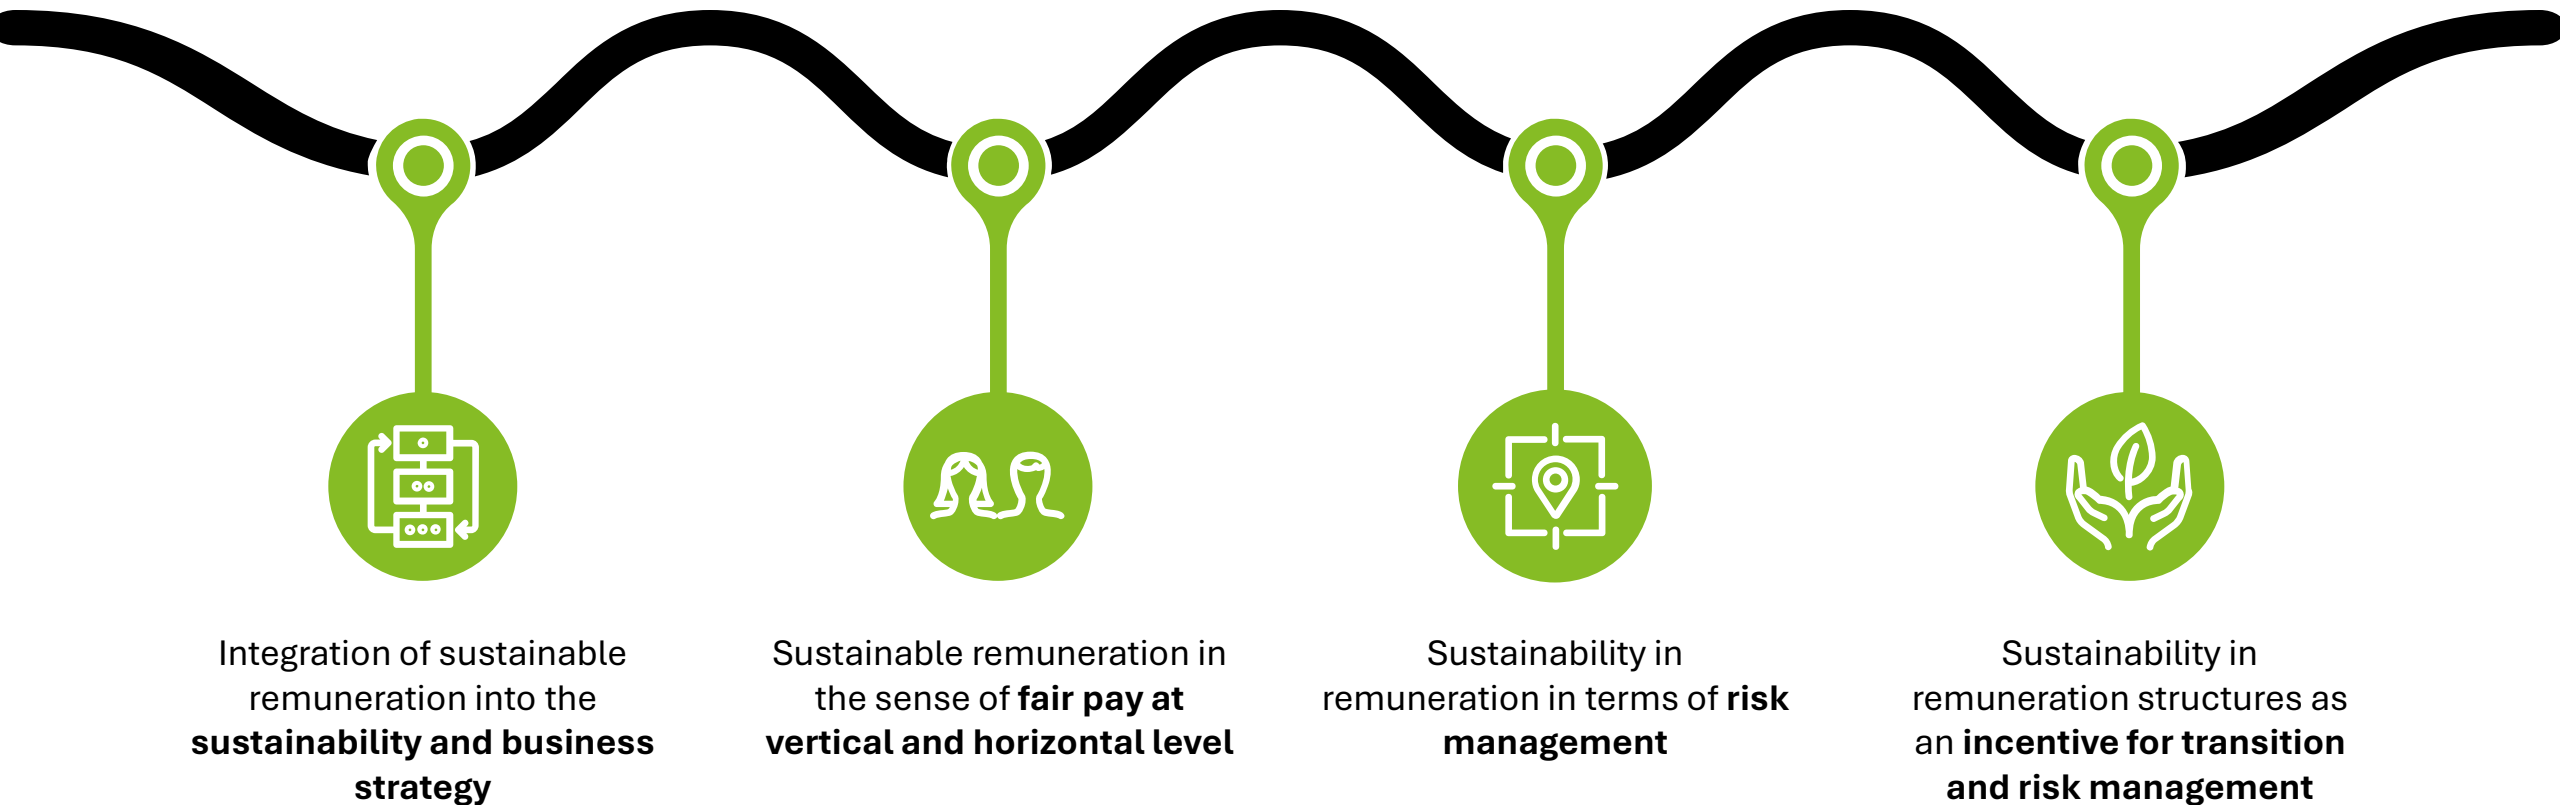 Integration of sustainable
remuneration into the
sustainability and business
strategy
Sustainable remuneration in
the sense of fair pay at
vertical and horizontal level
Sustainability in
remuneration in terms of risk
management
Sustainability in
remuneration structures as
an incentive for transition
and risk management